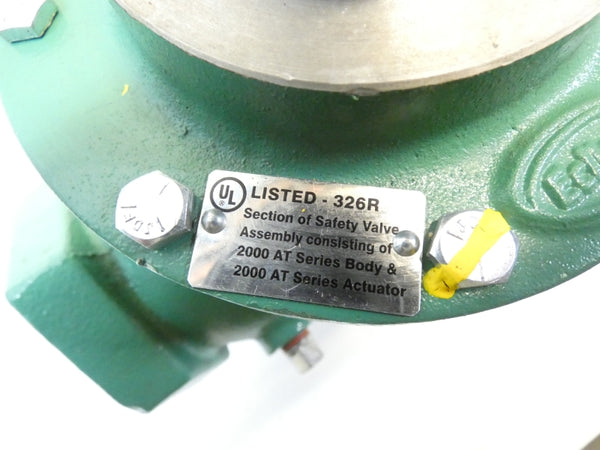 UL LISTED - 326R
Section of Safety Valve
Assembly consisting of
2000 AT Series Body &
2000 AT Series Actuator